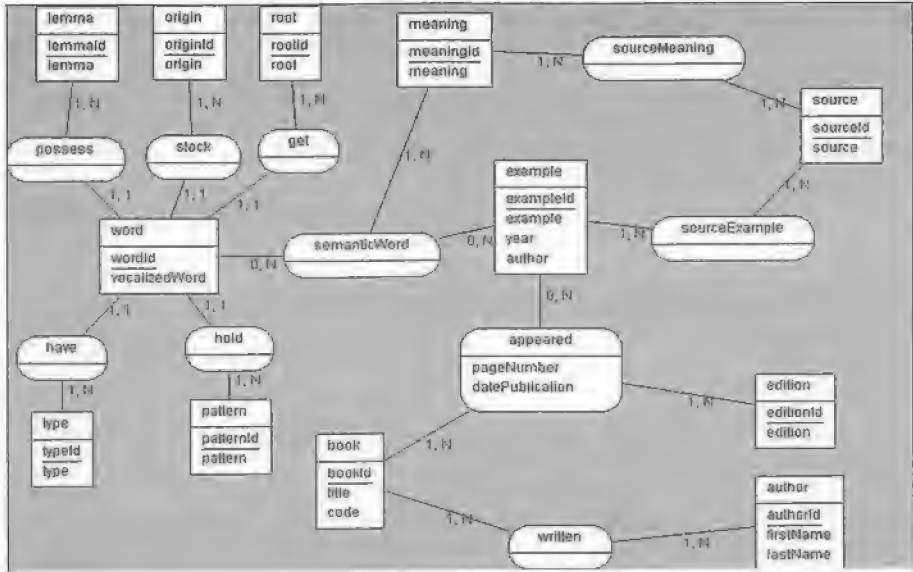 lemma
lemmaId
lemma
origin
originId
origin
root
rootId
root
meaning
meaningId
meaning
sourceMeaning
1, N
1, N
source
sourceId
source
1, N
1, N
1, N
possess
stock
get
1, N
1, N
1,1
1,1
1,1
example
exampleId
example
year
author
word
wordId
vocalizedWord
0, N
semanticWord
0, N
1, N
sourceExample
1,1
1,1
0, N
have
hold
appeared
pageNumber
datePublication
1, N
1, N
type
typeId
type
pattern
patternId
pattern
1, N
1, N
edition
editionId
edition
book
bookId
title
code
author
authorId
firstName
lastName
1, N
written
1, N